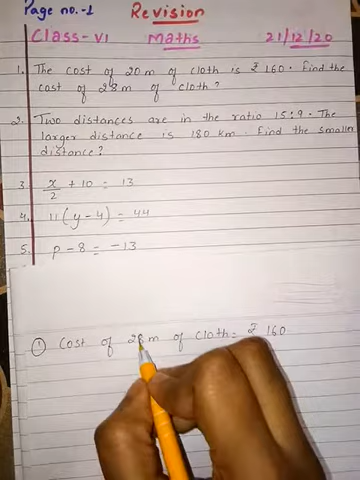 Page no.-1
Revision
Class-VI Maths 21/12/20
1. The cost of 20m of cloth is ₹ 160. Find the
cost of 28 m of cloth?
2. Two distances are in the ratio 15:9. The
larger distance is 180 km. Find the smaller
distance?
3. x/2 + 10 = 13
4. 11(y-4) = 44
5. p-8 = -13
① Cost of 28m of cloth = ₹ 160